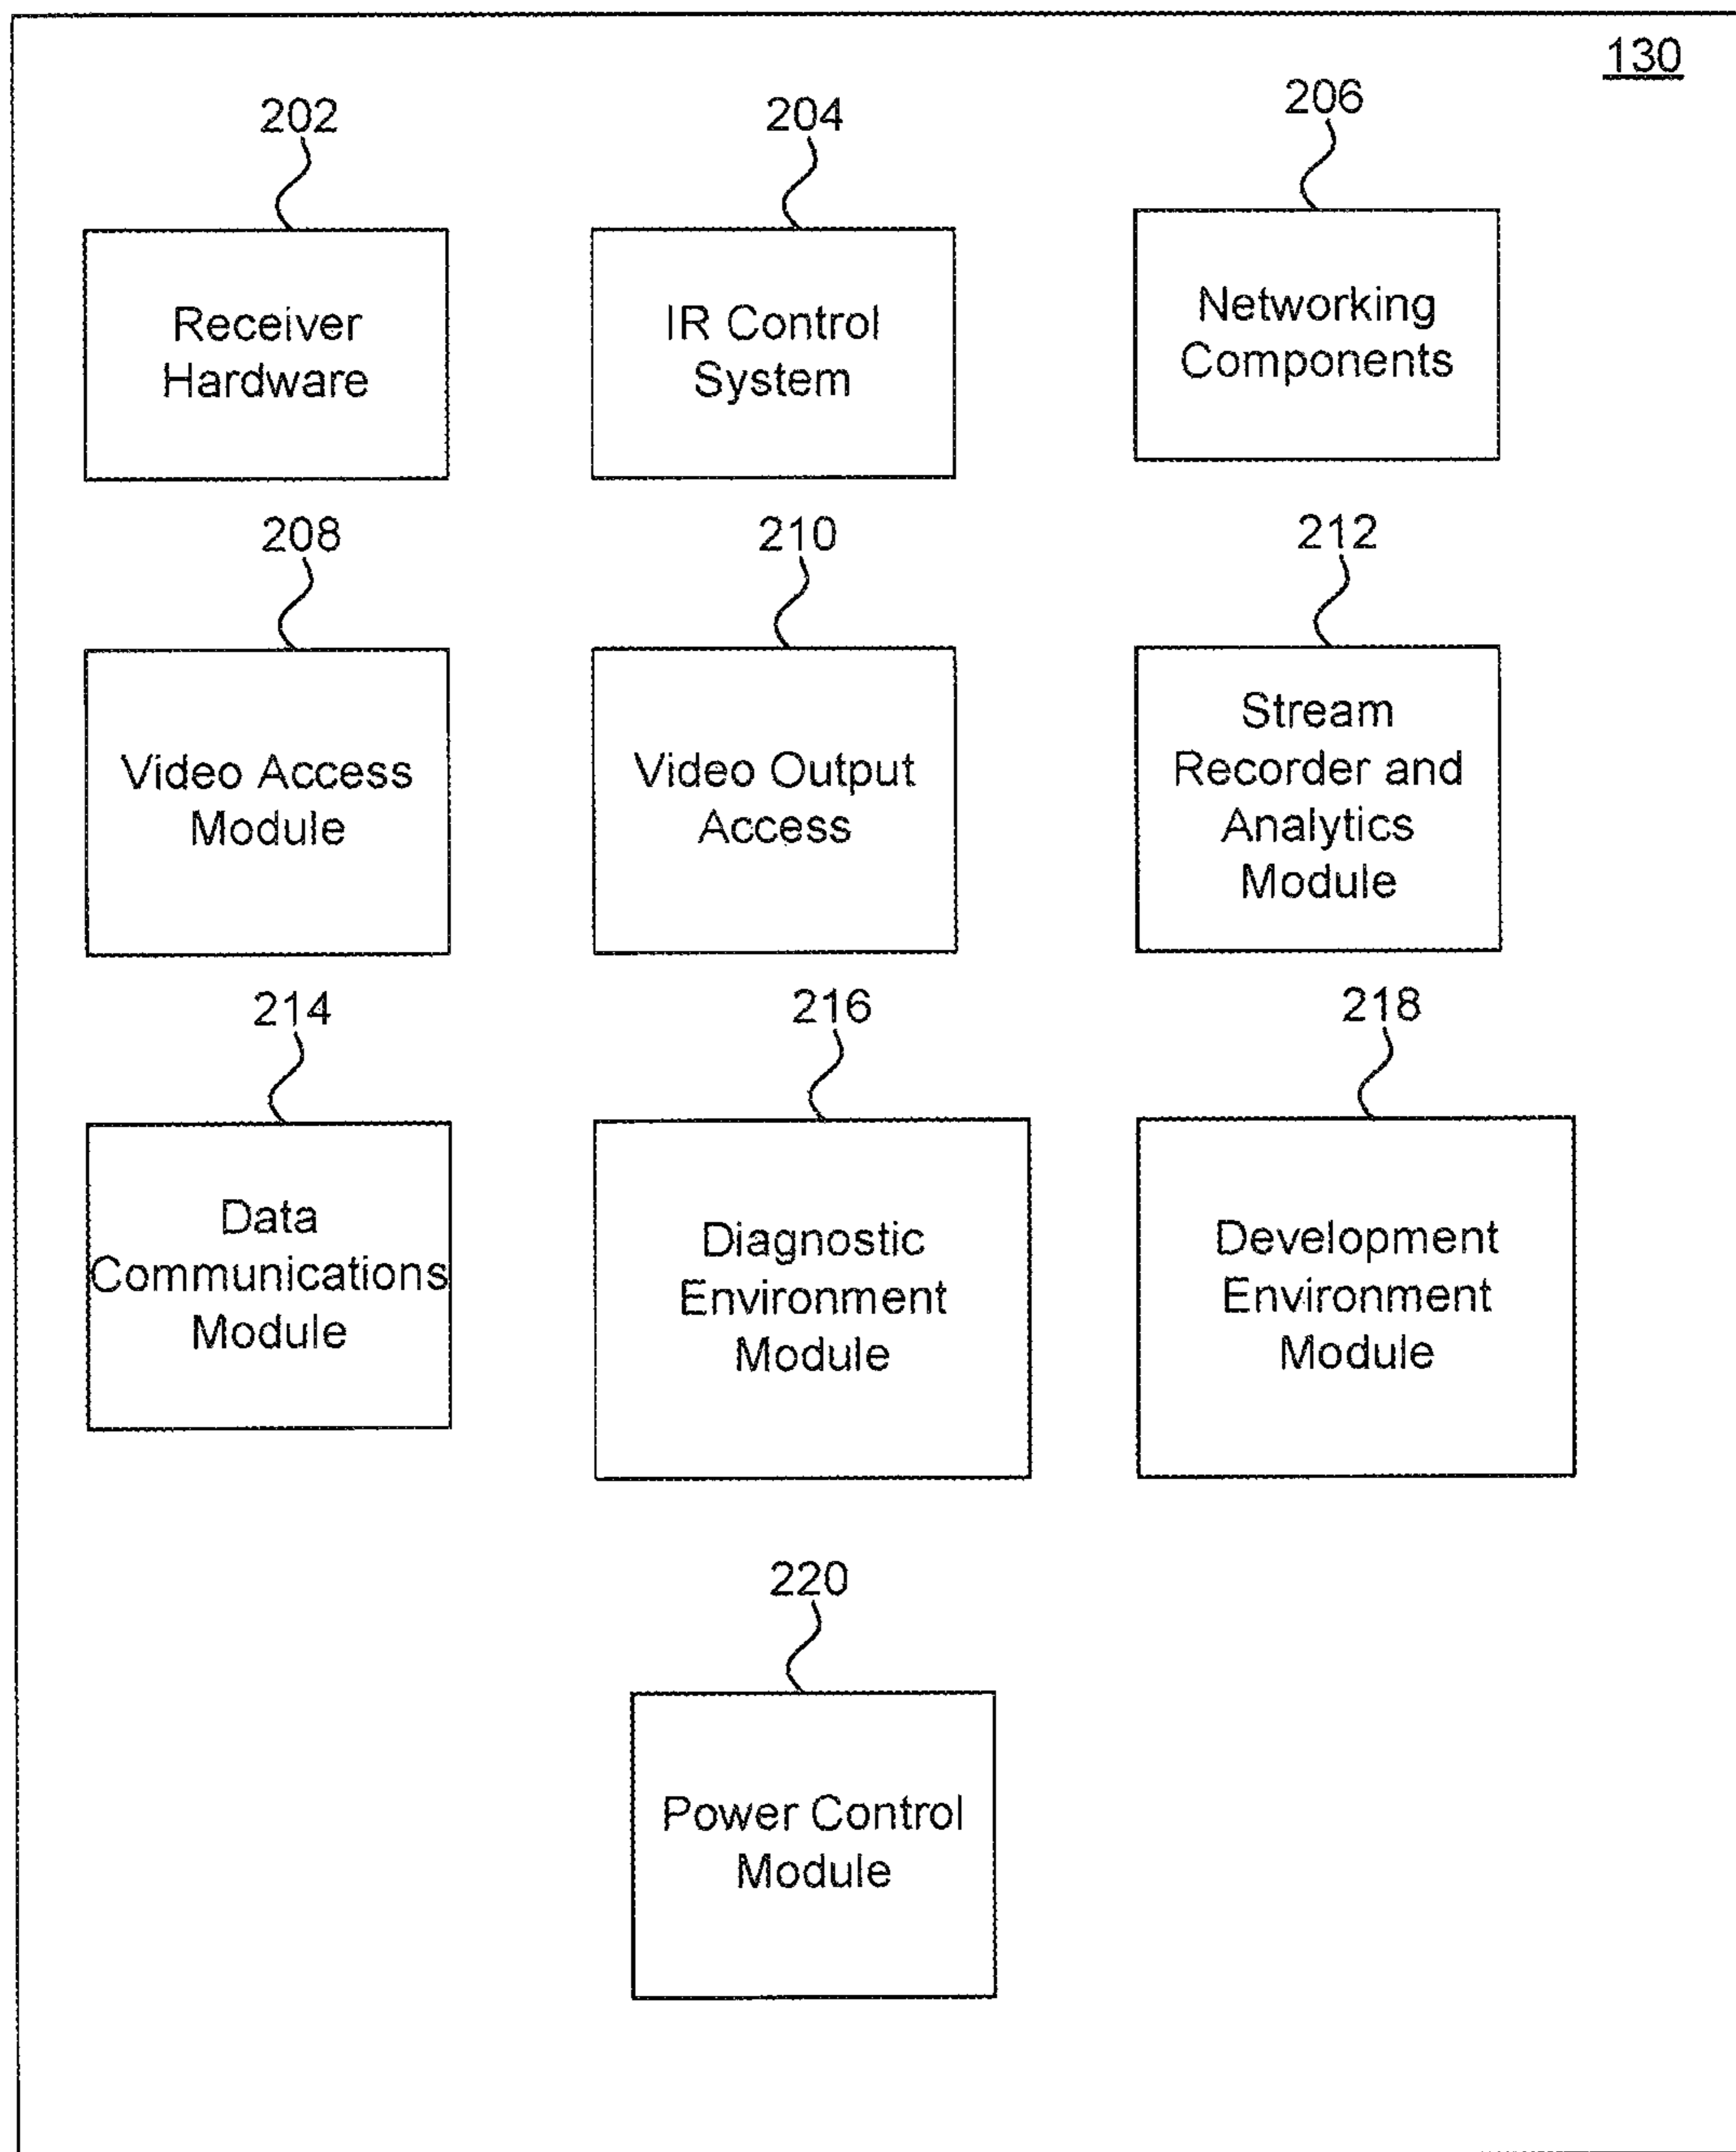 130
202
204
206
Receiver
Hardware
IR Control
System
Networking
Components
208
210
212
Video Access
Module
Video Output
Access
Stream
Recorder and
Analytics
Module
214
216
218
Data
Communications
Module
Diagnostic
Environment
Module
Development
Environment
Module
220
Power Control
Module